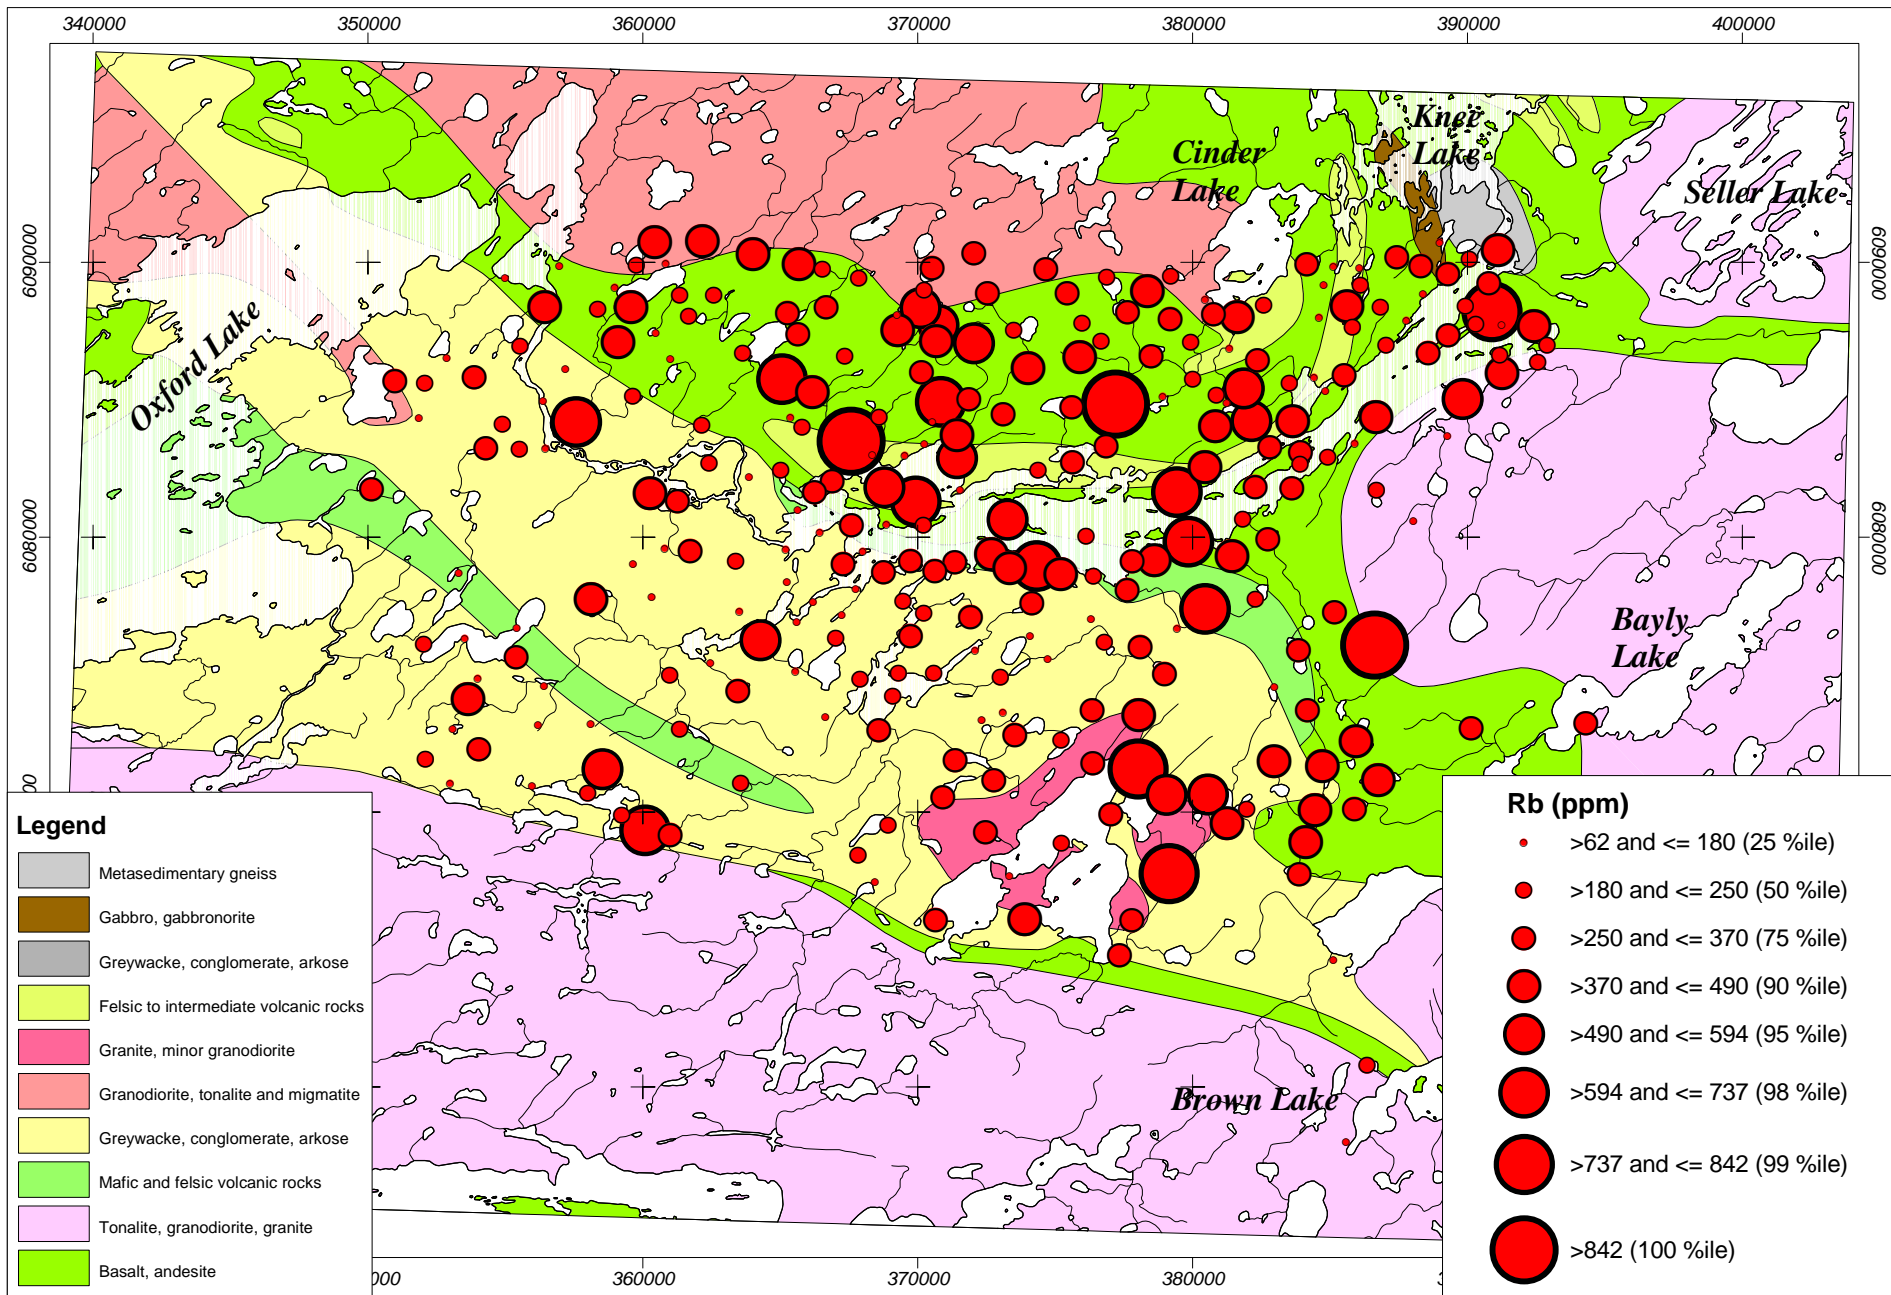 340000 350000 360000 370000 380000 390000 400000
6090000
6090000
6080000
6080000
Knee
Lake
Cinder
Lake
Seller Lake
Oxford Lake
Bayly
Lake
Brown Lake
Legend
Metasedimentary gneiss
Gabbro, gabbronorite
Greywacke, conglomerate, arkose
Felsic to intermediate volcanic rocks
Granite, minor granodiorite
Granodiorite, tonalite and migmatite
Greywacke, conglomerate, arkose
Mafic and felsic volcanic rocks
Tonalite, granodiorite, granite
Basalt, andesite
Rb (ppm)
>62 and <= 180 (25 %ile)
>180 and <= 250 (50 %ile)
>250 and <= 370 (75 %ile)
>370 and <= 490 (90 %ile)
>490 and <= 594 (95 %ile)
>594 and <= 737 (98 %ile)
>737 and <= 842 (99 %ile)
>842 (100 %ile)
360000 370000 380000